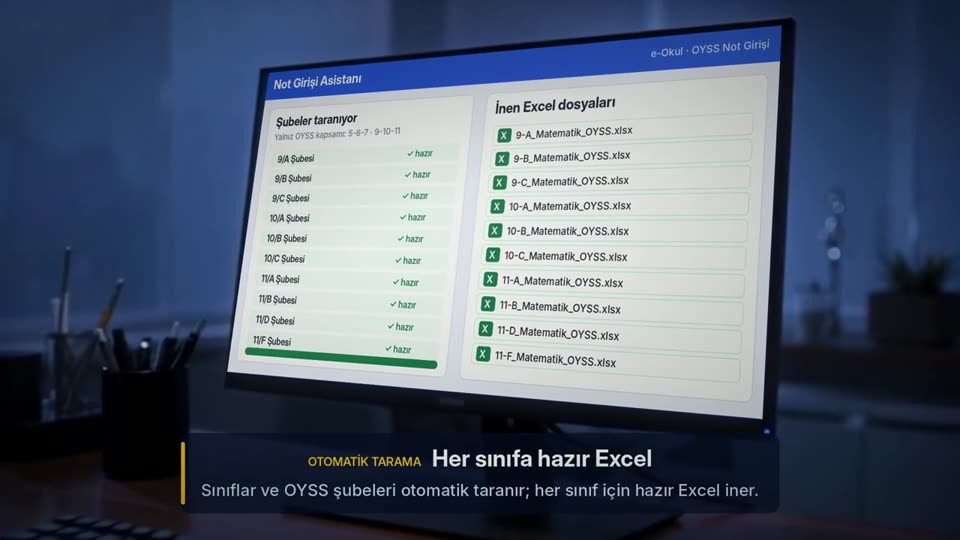 Not Girişi Asistanı
e-Okul · OYSS Not Girişi
Şubeler taranıyor
Yalnız OYSS kapsamı: 5-6-7 · 9-10-11
9/A Şubesi ✓ hazır
9/B Şubesi ✓ hazır
9/C Şubesi ✓ hazır
10/A Şubesi ✓ hazır
10/B Şubesi ✓ hazır
10/C Şubesi ✓ hazır
11/A Şubesi ✓ hazır
11/B Şubesi ✓ hazır
11/D Şubesi ✓ hazır
11/F Şubesi ✓ hazır
İnen Excel dosyaları
X 9-A_Matematik_OYSS.xlsx
X 9-B_Matematik_OYSS.xlsx
X 9-C_Matematik_OYSS.xlsx
X 10-A_Matematik_OYSS.xlsx
X 10-B_Matematik_OYSS.xlsx
X 10-C_Matematik_OYSS.xlsx
X 11-A_Matematik_OYSS.xlsx
X 11-B_Matematik_OYSS.xlsx
X 11-D_Matematik_OYSS.xlsx
X 11-F_Matematik_OYSS.xlsx
OTOMATİK TARAMA Her sınıfa hazır Excel
Sınıflar ve OYSS şubeleri otomatik taranır; her sınıf için hazır Excel iner.